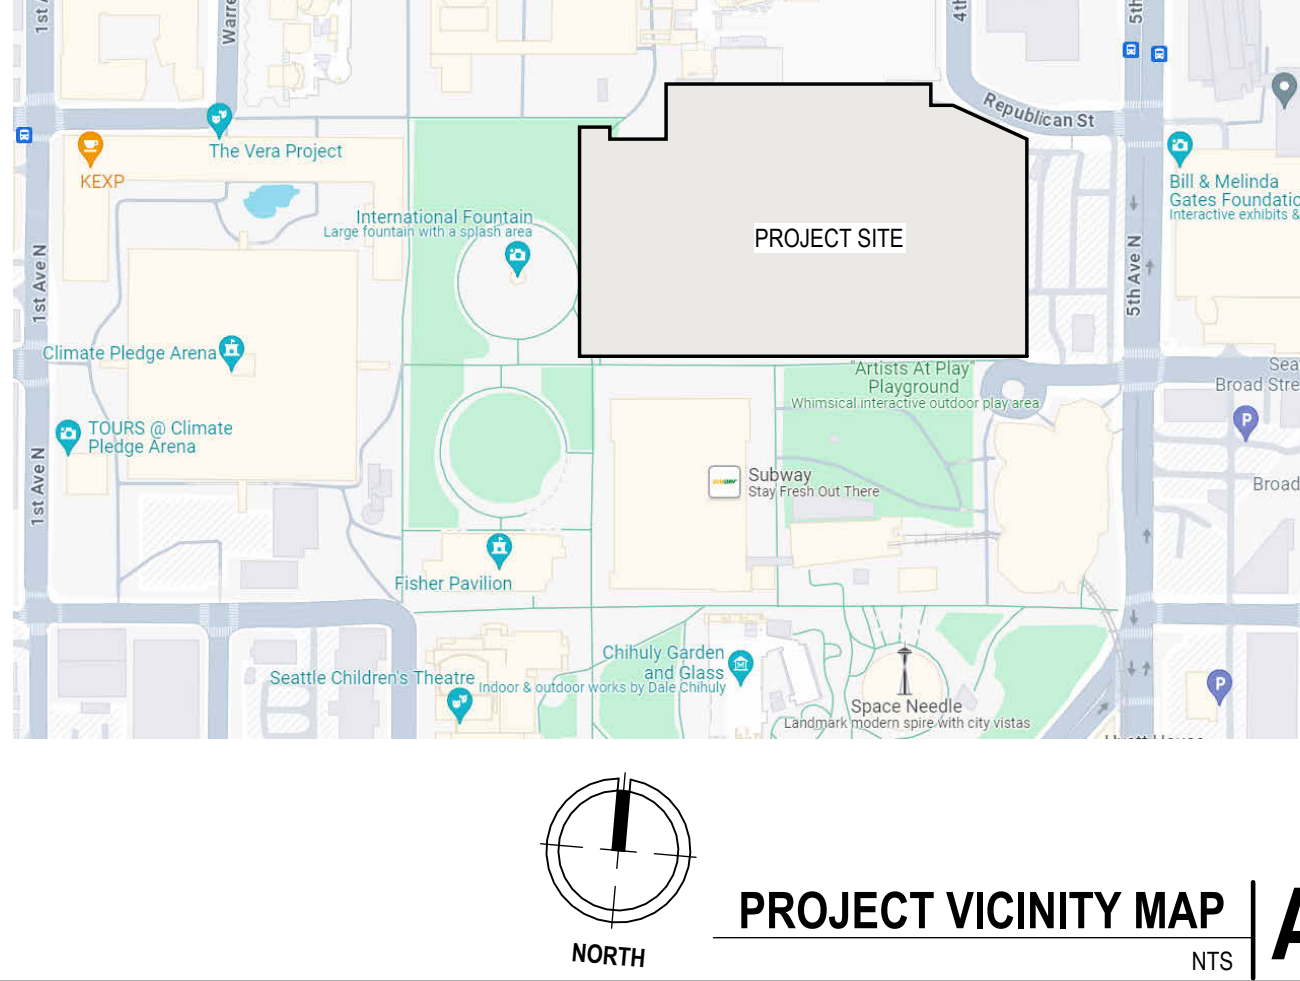 1st A
Warre
4th
5th
Republican St
The Vera Project
KEXP
Bill & Melinda
Gates Foundatio
Interactive exhibits &
International Fountain
Large fountain with a splash area
PROJECT SITE
1st Ave N
5th Ave N
Climate Pledge Arena
"Artists At Play"
Playground
Whimsical interactive outdoor play area
Sea
Broad Stre
P
TOURS @ Climate
Pledge Arena
1st Ave N
Subway
Stay Fresh Out There
Broad
Fisher Pavilion
Chihuly Garden
and Glass
Indoor & outdoor works by Dale Chihuly
Seattle Children's Theatre
P
Space Needle
Landmark modern spire with city vistas
NORTH
PROJECT VICINITY MAP
NTS
A